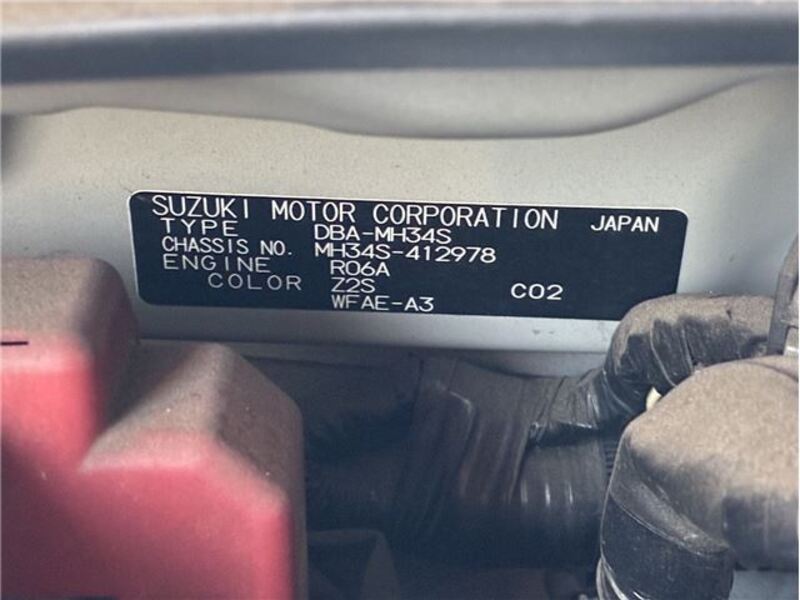 SUZUKI MOTOR CORPORATION JAPAN
TYPE DBA-MH34S
CHASSIS NO. MH34S-412978
ENGINE R06A
COLOR Z2S C02
WFAE-A3